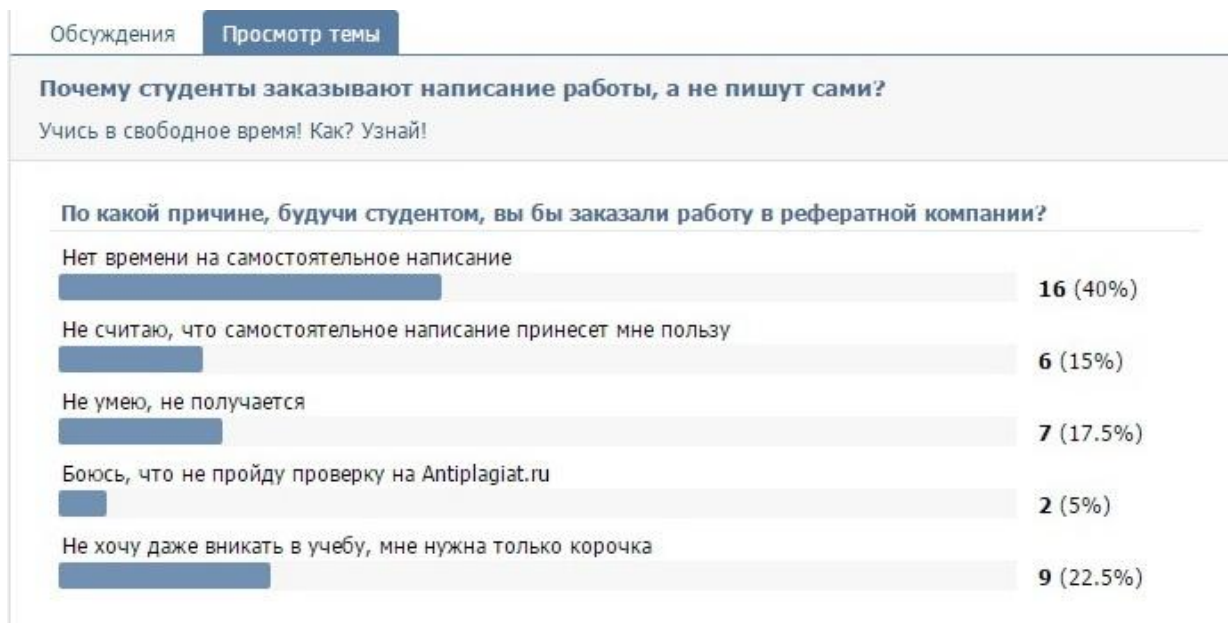 Обсуждения Просмотр темы
Почему студенты заказывают написание работы, а не пишут сами?
Учись в свободное время! Как? Узнай!
По какой причине, будучи студентом, вы бы заказали работу в рефератной компании?
Нет времени на самостоятельное написание
16 (40%)
Не считаю, что самостоятельное написание принесет мне пользу
6 (15%)
Не умею, не получается
7 (17.5%)
Боюсь, что не пройду проверку на Antiplagiat.ru
2 (5%)
Не хочу даже вникать в учебу, мне нужна только корочка
9 (22.5%)